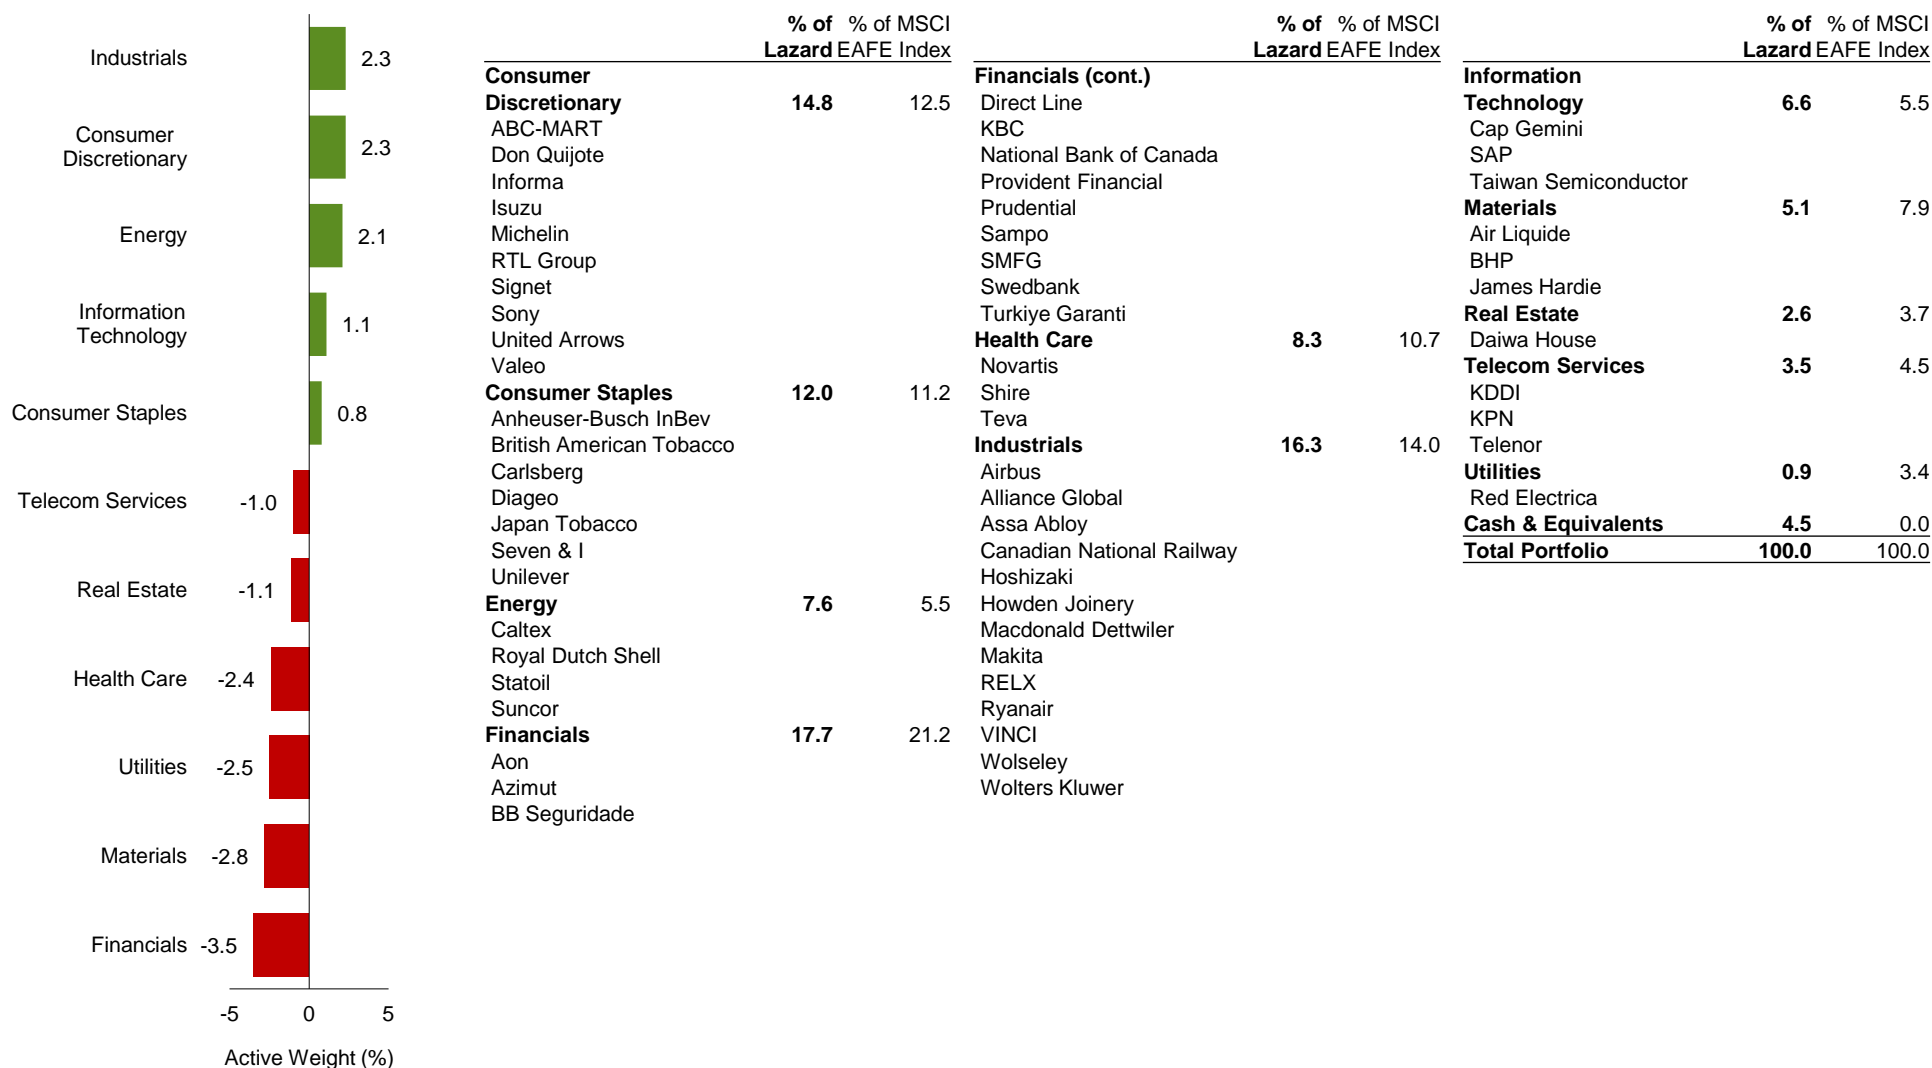 Industrials 2.3
Consumer
Discretionary 2.3
Energy 2.1
Information
Technology 1.1
Consumer Staples 0.8
Telecom Services -1.0
Real Estate -1.1
Health Care -2.4
Utilities -2.5
Materials -2.8
Financials -3.5
-5 0 5
Active Weight (%)
% of % of MSCI
Lazard EAFE Index
Consumer
Discretionary 14.8 12.5
ABC-MART
Don Quijote
Informa
Isuzu
Michelin
RTL Group
Signet
Sony
United Arrows
Valeo
Consumer Staples 12.0 11.2
Anheuser-Busch InBev
British American Tobacco
Carlsberg
Diageo
Japan Tobacco
Seven & I
Unilever
Energy 7.6 5.5
Caltex
Royal Dutch Shell
Statoil
Suncor
Financials 17.7 21.2
Aon
Azimut
BB Seguridade
% of % of MSCI
Lazard EAFE Index
Financials (cont.)
Direct Line
KBC
National Bank of Canada
Provident Financial
Prudential
Sampo
SMFG
Swedbank
Turkiye Garanti
Health Care 8.3 10.7
Novartis
Shire
Teva
Industrials 16.3 14.0
Airbus
Alliance Global
Assa Abloy
Canadian National Railway
Hoshizaki
Howden Joinery
Macdonald Dettwiler
Makita
RELX
Ryanair
VINCI
Wolseley
Wolters Kluwer
% of % of MSCI
Lazard EAFE Index
Information
Technology 6.6 5.5
Cap Gemini
SAP
Taiwan Semiconductor
Materials 5.1 7.9
Air Liquide
BHP
James Hardie
Real Estate 2.6 3.7
Daiwa House
Telecom Services 3.5 4.5
KDDI
KPN
Telenor
Utilities 0.9 3.4
Red Electrica
Cash & Equivalents 4.5 0.0
Total Portfolio 100.0 100.0